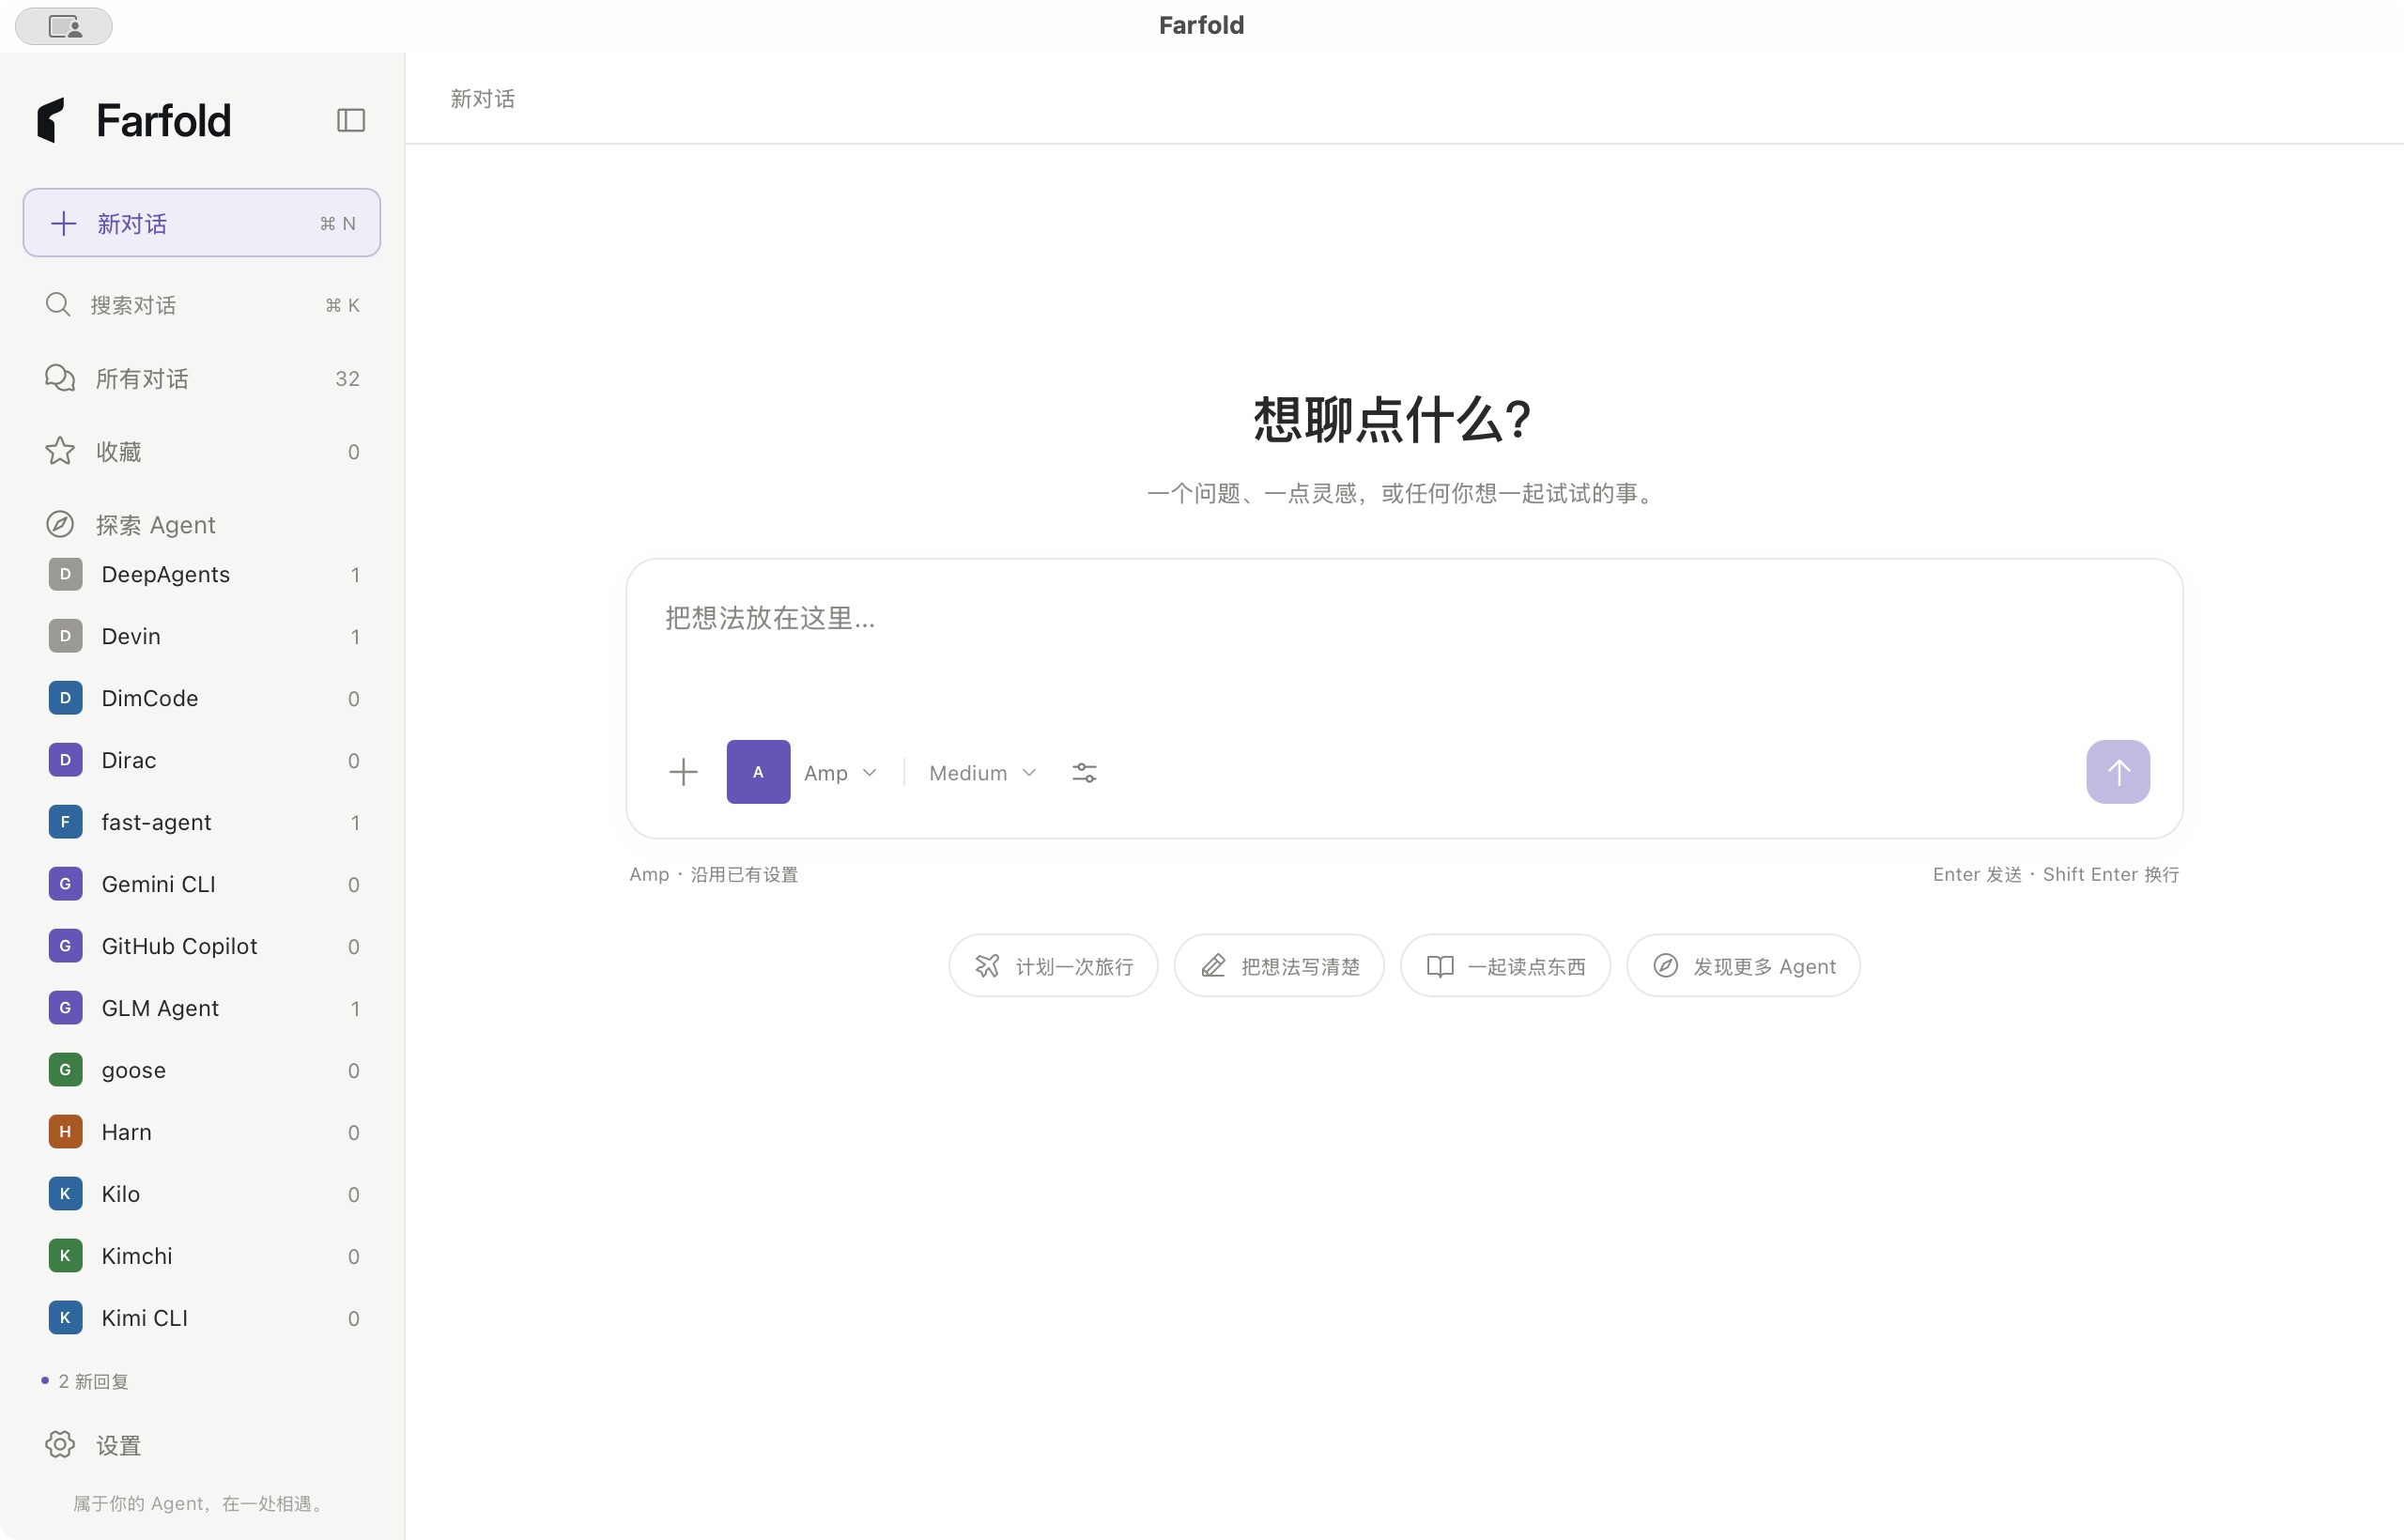 Farfold
Farfold
新对话 ⌘ N
搜索对话 ⌘ K
所有对话 32
收藏 0
探索 Agent
D DeepAgents 1
D Devin 1
D DimCode 0
D Dirac 0
F fast-agent 1
G Gemini CLI 0
G GitHub Copilot 0
G GLM Agent 1
G goose 0
H Harn 0
K Kilo 0
K Kimchi 0
K Kimi CLI 0
2 新回复
设置
属于你的 Agent，在一处相遇。
新对话
想聊点什么？
一个问题、一点灵感，或任何你想一起试试的事。
把想法放在这里...
A Amp Medium
Amp · 沿用已有设置 Enter 发送 · Shift Enter 换行
计划一次旅行 把想法写清楚 一起读点东西 发现更多 Agent